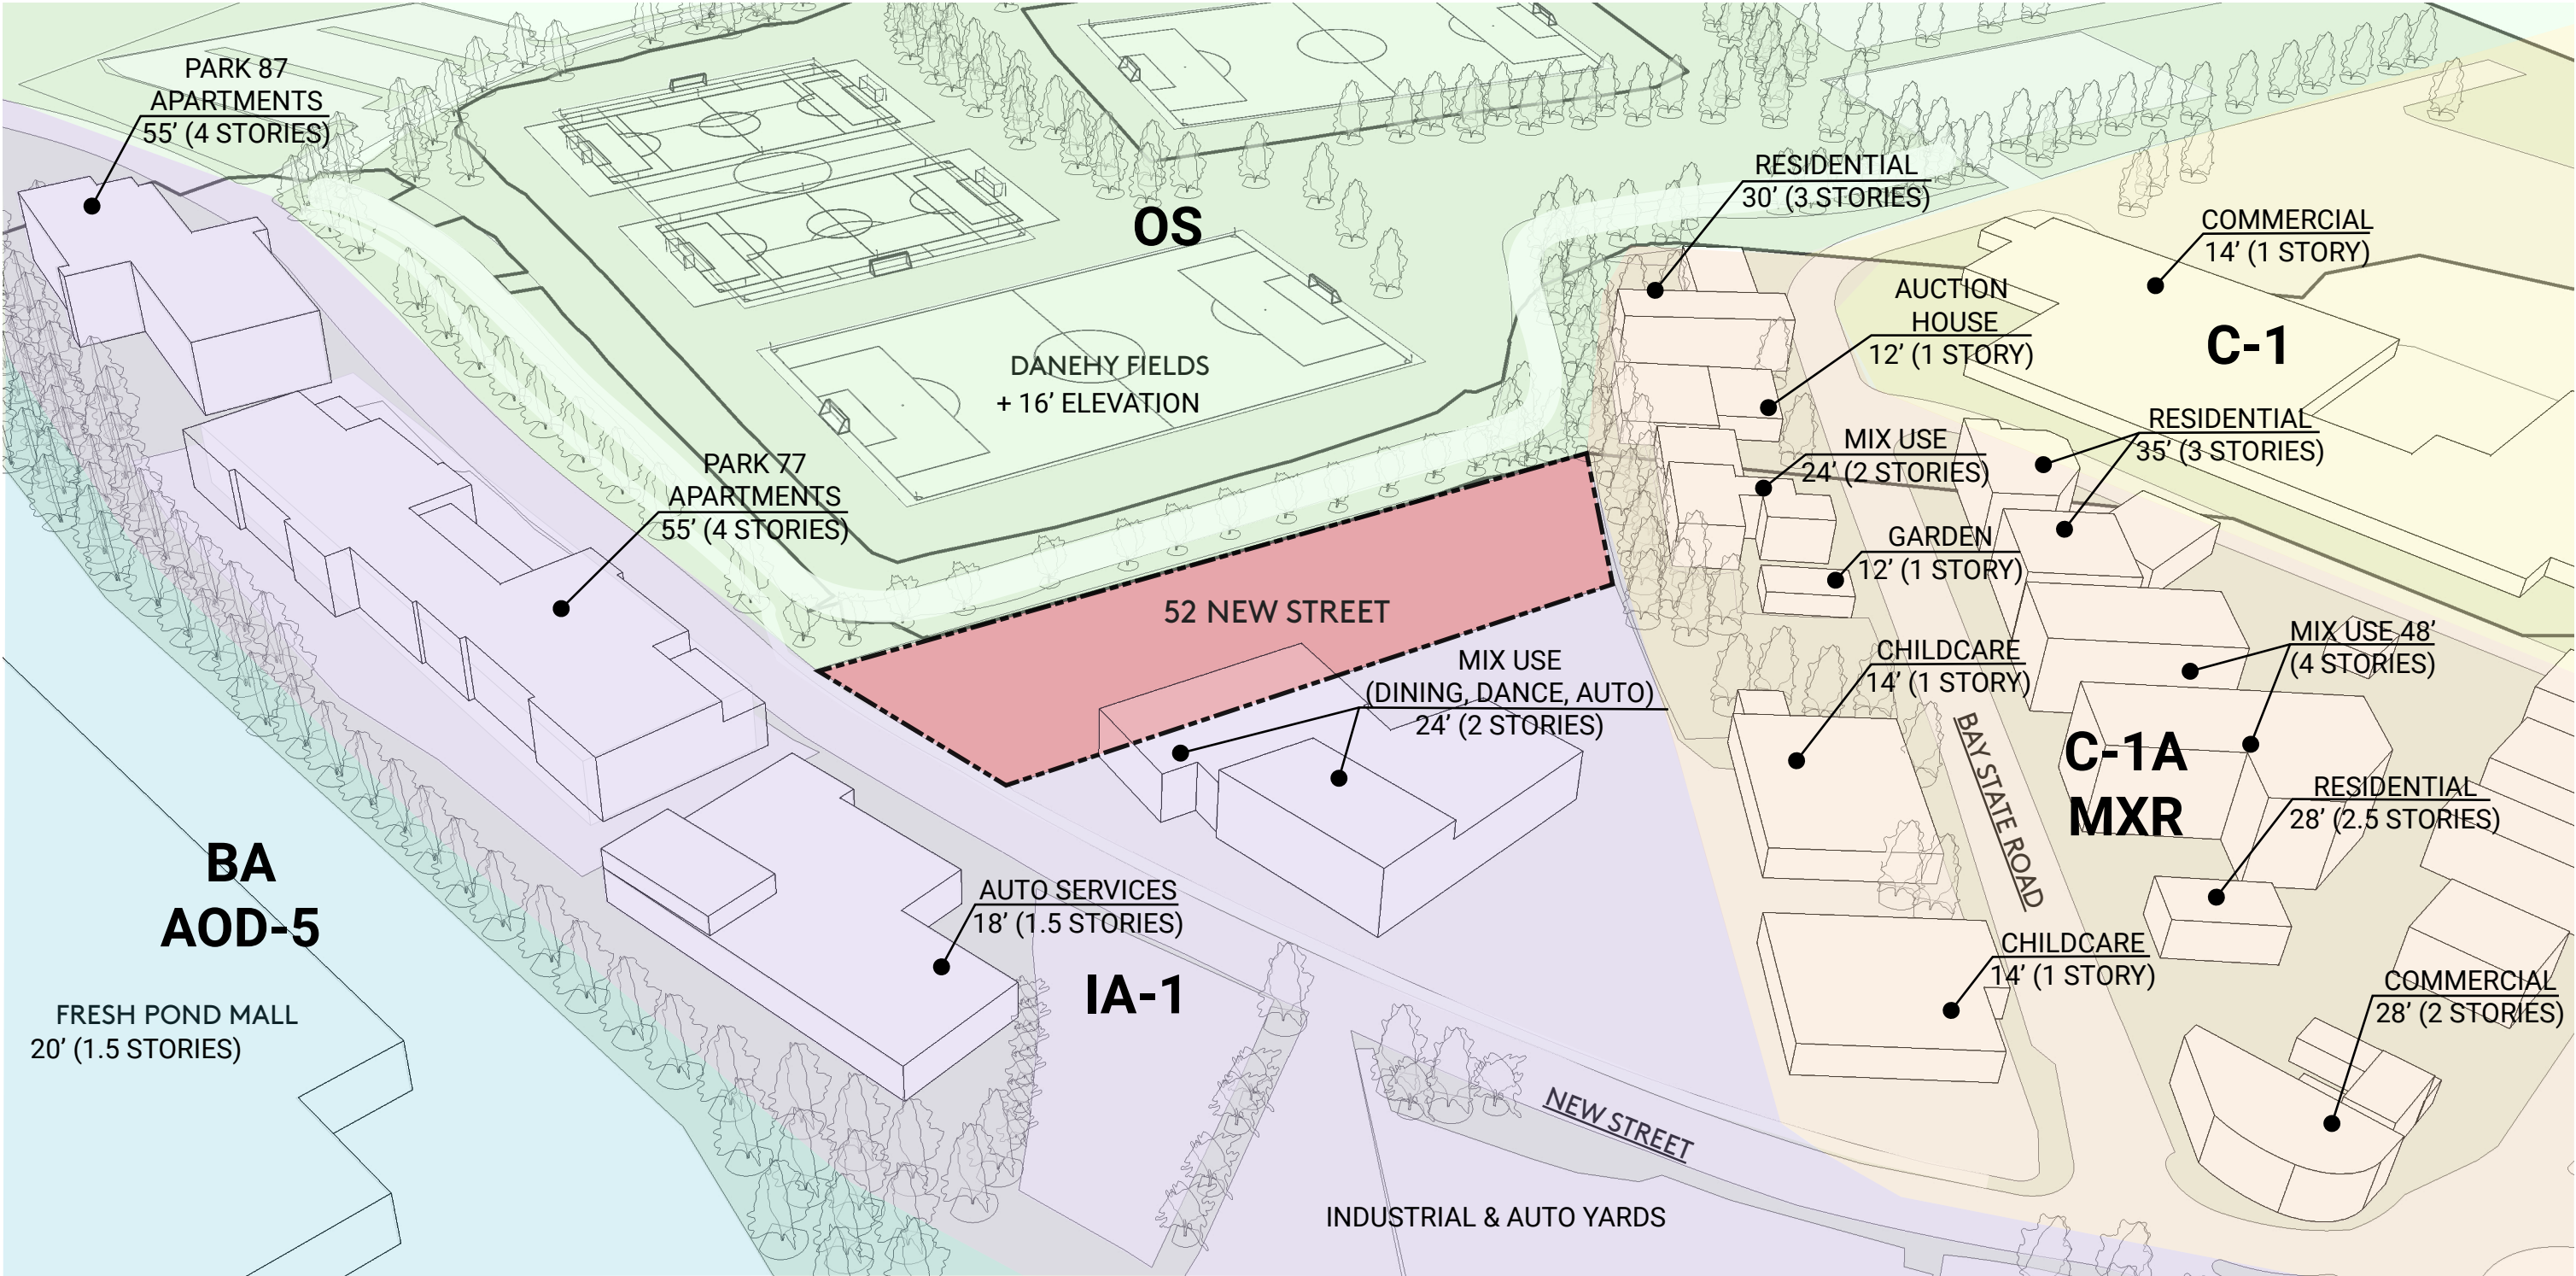 PARK 87
APARTMENTS
55’ (4 STORIES)
OS
RESIDENTIAL
30’ (3 STORIES)
COMMERCIAL
14’ (1 STORY)
AUCTION
HOUSE
12’ (1 STORY)
C-1
DANEHY FIELDS
+ 16’ ELEVATION
RESIDENTIAL
35’ (3 STORIES)
MIX USE
24’ (2 STORIES)
PARK 77
APARTMENTS
55’ (4 STORIES)
GARDEN
12’ (1 STORY)
52 NEW STREET
MIX USE
(DINING, DANCE, AUTO)
24’ (2 STORIES)
CHILDCARE
14’ (1 STORY)
MIX USE 48’
(4 STORIES)
BAY STATE ROAD
C-1A
MXR
RESIDENTIAL
28’ (2.5 STORIES)
BA
AOD-5
AUTO SERVICES
18’ (1.5 STORIES)
IA-1
CHILDCARE
14’ (1 STORY)
COMMERCIAL
28’ (2 STORIES)
FRESH POND MALL
20’ (1.5 STORIES)
NEW STREET
INDUSTRIAL & AUTO YARDS